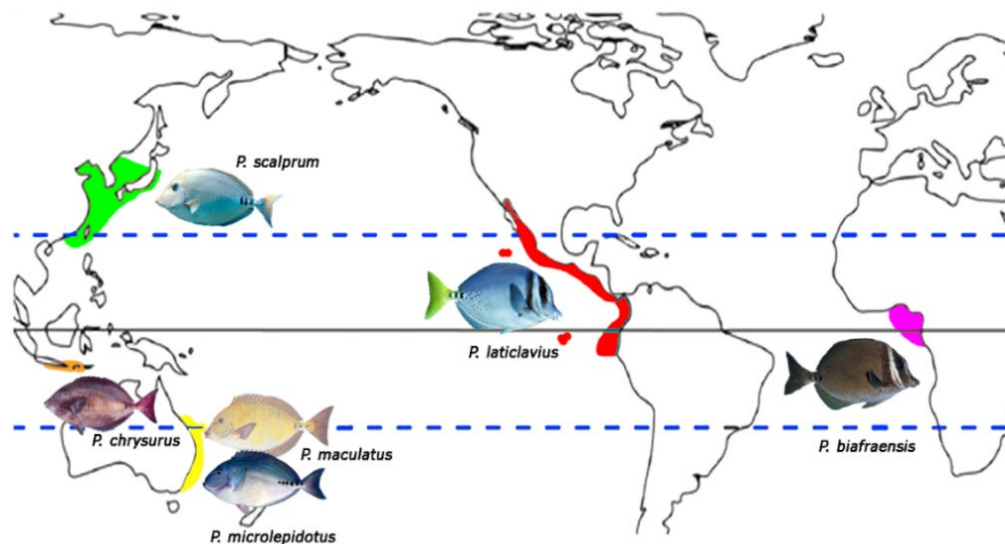 P. scalprum
P. laticlavius
P. chrysurus
P. maculatus
P. biafraensis
P. microlepidotus